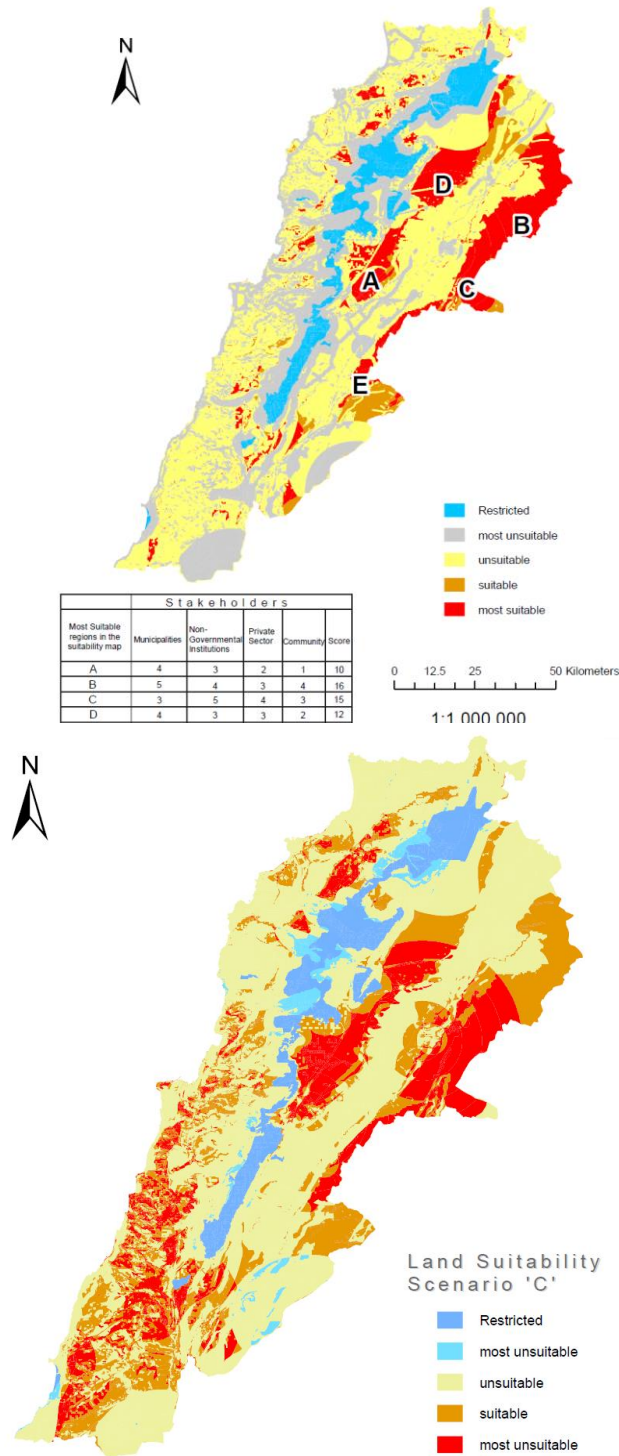 N
D
B
A
C
E
Restricted
most unsuitable
unsuitable
suitable
most suitable
Stakeholders
Most Suitable regions in the suitability map Municipalities Non-Governmental Institutions Private Sector Community Score
A 4 3 2 1 10
B 5 4 3 4 16
C 3 5 4 3 15
D 4 3 3 2 12
0 12.5 25 50 Kilometers
1:1 000 000
N
Land Suitability
Scenario 'C'
Restricted
most unsuitable
unsuitable
suitable
most unsuitable